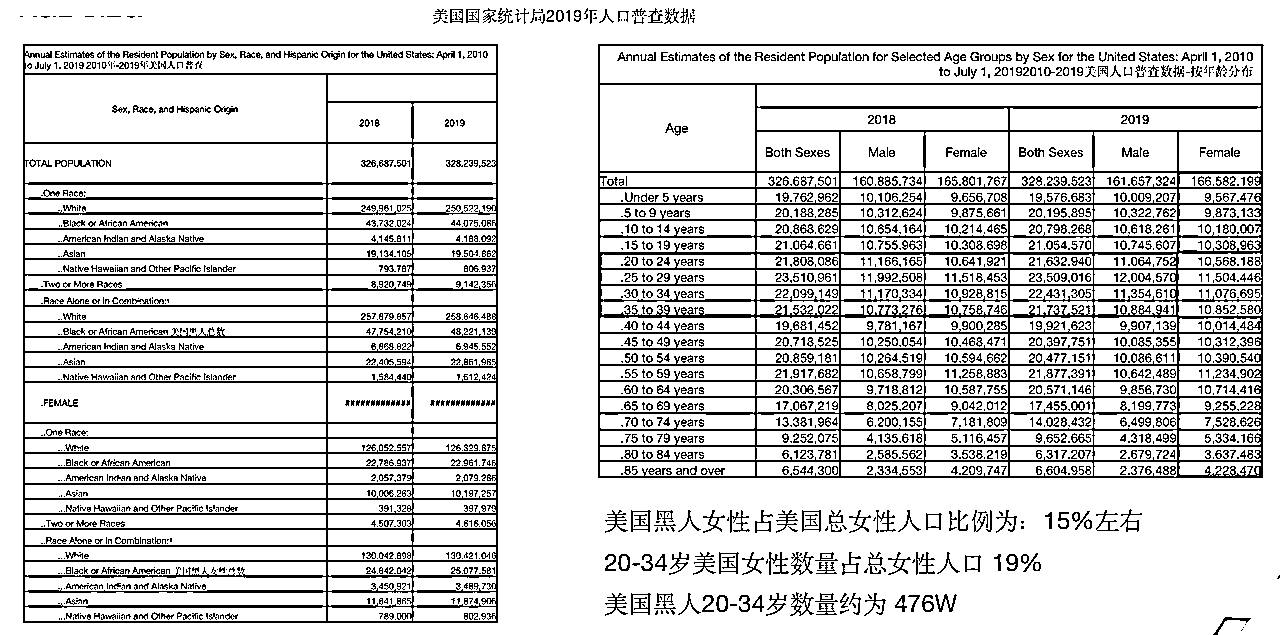 美国国家统计局2019年人口普查数据
Annual Estimates of the Resident Population by Sex, Race, and Hispanic Origin for the United States: April 1, 2010
to July 1, 2019 2010年-2019年美国人口普查
Sex, Race, and Hispanic Origin
2018 2019
TOTAL POPULATION 326,687,501 328,239,523
.One Race:
..White 249,961,025 250,522,190
..Black or African American 43,732,024 44,075,086
..American Indian and Alaska Native 4,145,811 4,188,092
..Asian 19,134,105 19,504,862
..Native Hawaiian and Other Pacific Islander 793,787 806,937
.Two or More Races 8,920,749 9,142,356
.Race Alone or in Combination:¹
..White 257,679,857 258,646,488
..Black or African American 美国黑人总数 47,754,210 48,221,139
..American Indian and Alaska Native 6,945,552
..Asian 22,405,594 22,861,985
..Native Hawaiian and Other Pacific Islander 1,584,440 1,612,424
.FEMALE ############# #############
..One Race:
...White 126,052,557 126,329,875
...Black or African American 22,786,937 22,961,746
...American Indian and Alaska Native 2,057,379 2,079,266
...Asian 10,006,263 10,197,257
...Native Hawaiian and Other Pacific Islander 391,328 397,979
..Two or More Races 4,507,303 4,616,056
..Race Alone or in Combination:¹
...White 130,042,898 130,421,046
...Black or African American 美国黑人女性总数 24,842,042 25,077,581
...American Indian and Alaska Native 3,450,921 3,489,730
...Asian 11,641,865 11,874,906
...Native Hawaiian and Other Pacific Islander 789,000 802,936
Annual Estimates of the Resident Population for Selected Age Groups by Sex for the United States: April 1, 2010
to July 1, 20192010-2019美国人口普查数据-按年龄分布
Age
2018 2019
Both Sexes Male Female Both Sexes Male Female
Total 326,687,501 160,885,734 165,801,767 328,239,523 161,657,324 166,582,199
.Under 5 years 19,762,962 10,106,254 9,656,708 19,576,683 10,009,207 9,567,476
.5 to 9 years 20,188,285 10,312,624 9,875,661 20,195,895 10,322,762 9,873,133
.10 to 14 years 20,868,629 10,654,164 10,214,465 20,798,268 10,618,261 10,180,007
.15 to 19 years 21,064,661 10,755,963 10,308,698 21,054,570 10,745,607 10,308,963
.20 to 24 years 21,808,086 11,166,165 10,641,921 21,632,940 11,064,752 10,568,188
.25 to 29 years 23,510,961 11,992,508 11,518,453 23,509,016 12,004,570 11,504,446
.30 to 34 years 22,099,149 11,170,334 10,928,815 22,431,305 11,354,610 11,076,695
.35 to 39 years 21,532,022 10,773,276 10,758,746 21,737,521 10,884,941 10,852,580
.40 to 44 years 19,681,452 9,781,167 9,900,285 19,921,623 9,907,139 10,014,484
.45 to 49 years 20,718,525 10,250,054 10,468,471 20,397,751 10,085,355 10,312,396
.50 to 54 years 20,859,181 10,264,519 10,594,662 20,477,151 10,086,611 10,390,540
.55 to 59 years 21,917,682 10,658,799 11,258,883 21,877,391 10,642,489 11,234,902
.60 to 64 years 20,306,567 9,718,812 10,587,755 20,571,146 9,856,730 10,714,416
.65 to 69 years 17,067,219 8,025,207 9,042,012 17,455,001 8,199,773 9,255,228
.70 to 74 years 13,381,964 6,200,155 7,181,809 14,028,432 6,499,806 7,528,626
.75 to 79 years 9,252,075 4,135,618 5,116,457 9,652,665 4,318,499 5,334,166
.80 to 84 years 6,123,781 2,585,562 3,538,219 6,317,207 2,679,724 3,637,483
.85 years and over 6,544,300 2,334,553 4,209,747 6,604,958 2,376,488 4,228,470
美国黑人女性占美国总女性人口比例为：15%左右
20-34岁美国女性数量占总女性人口 19%
美国黑人20-34岁数量约为 476W